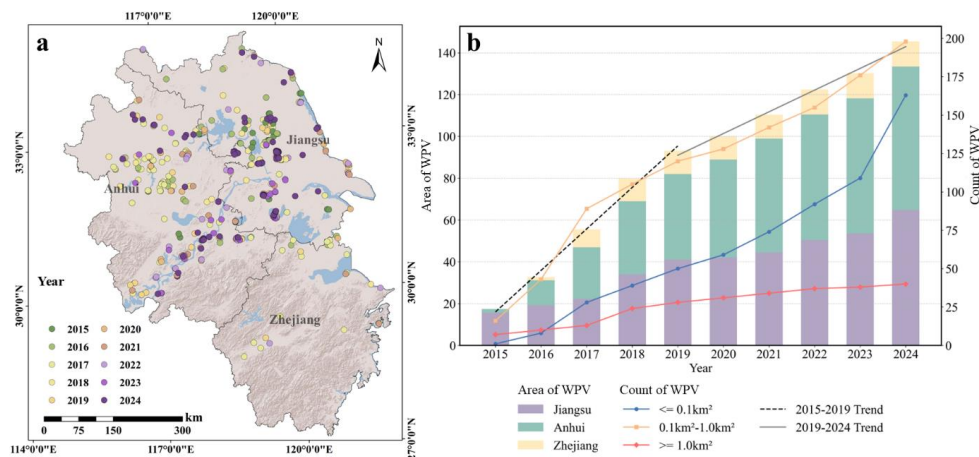 117°0'0"E 120°0'0"E
a
N
33°0'0"N
33°0'0"N
Jiangsu
Anhui
30°0'0"N
30°0'0"N
Zhejiang
Year
2015 2020
2016 2021
2017 2022
2018 2023
2019 2024
km
0 75 150 300
27°0'0"N
114°0'0"E 117°0'0"E 120°0'0"E
b
Area of WPV
140
120
100
80
60
40
20
0
200
175
150
125
100
75
50
25
0
Count of WPV
2015 2016 2017 2018 2019 2020 2021 2022 2023 2024
Year
Area of WPV Count of WPV
Jiangsu <= 0.1km² 2015-2019 Trend
Anhui 0.1km²-1.0km² 2019-2024 Trend
Zhejiang >= 1.0km²